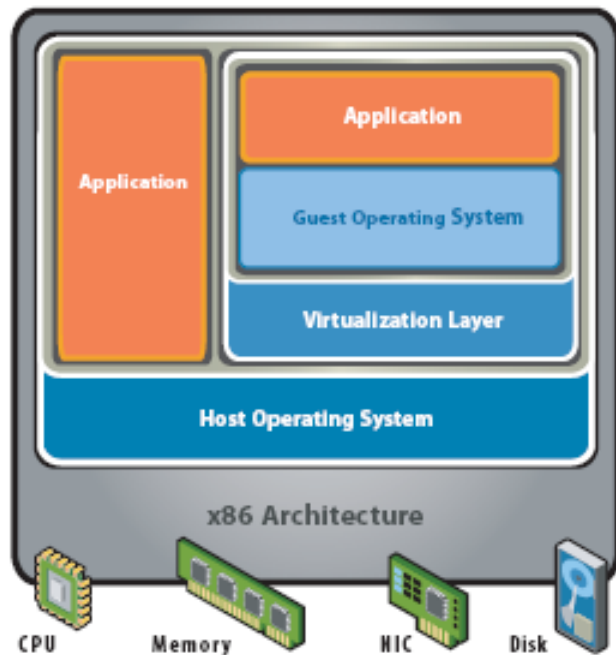 Application
Application
Guest Operating System
Virtualization Layer
Host Operating System
x86 Architecture
CPU
Memory
NIC
Disk